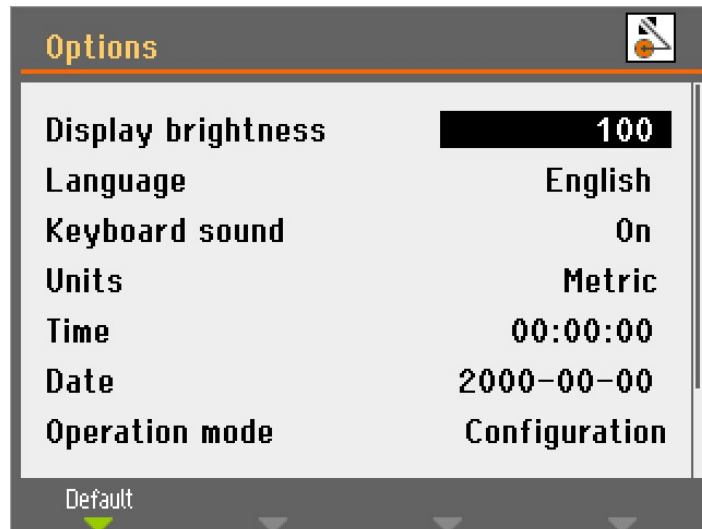 Options
Display brightness 100
Language English
Keyboard sound On
Units Metric
Time 00:00:00
Date 2000-00-00
Operation mode Configuration
Default